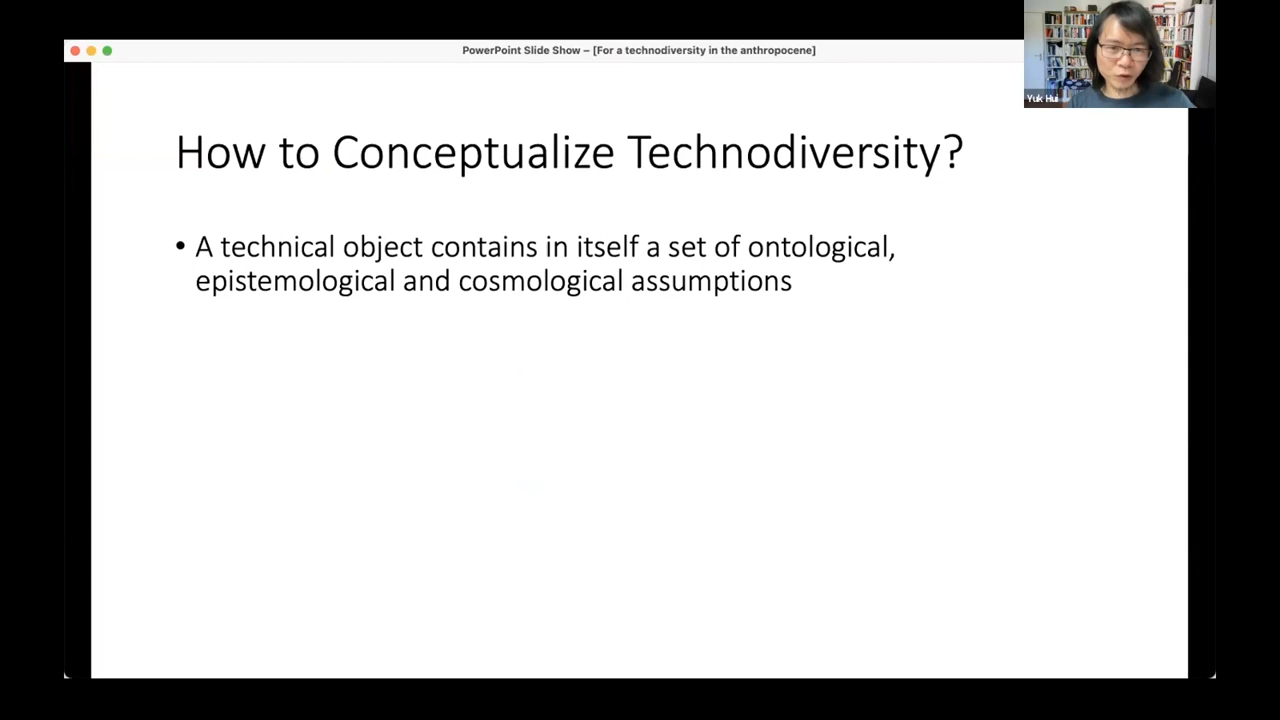 PowerPoint Slide Show – [For a technodiversity in the anthropocene]
Yuk Hui
How to Conceptualize Technodiversity?
• A technical object contains in itself a set of ontological,
epistemological and cosmological assumptions